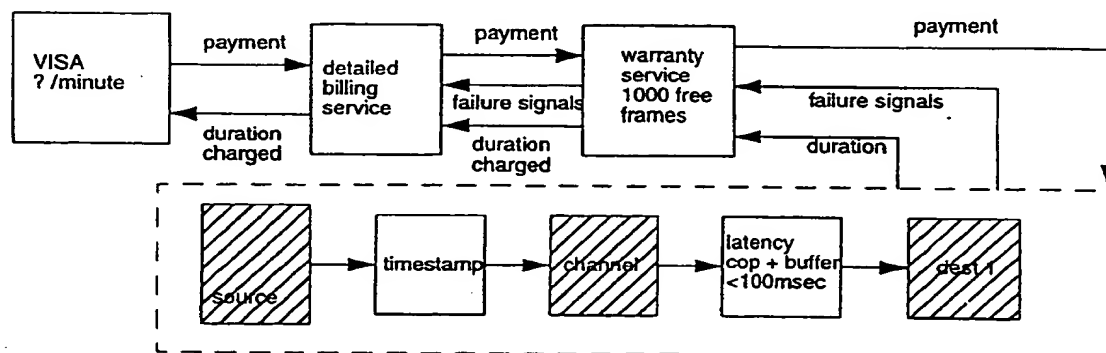 VISA
? /minute
payment
duration
charged
detailed
billing
service
payment
failure signals
duration
charged
warranty
service
1000 free
frames
payment
failure signals
duration
source
timestamp
channel
latency
cop + buffer
<100msec
dest 1